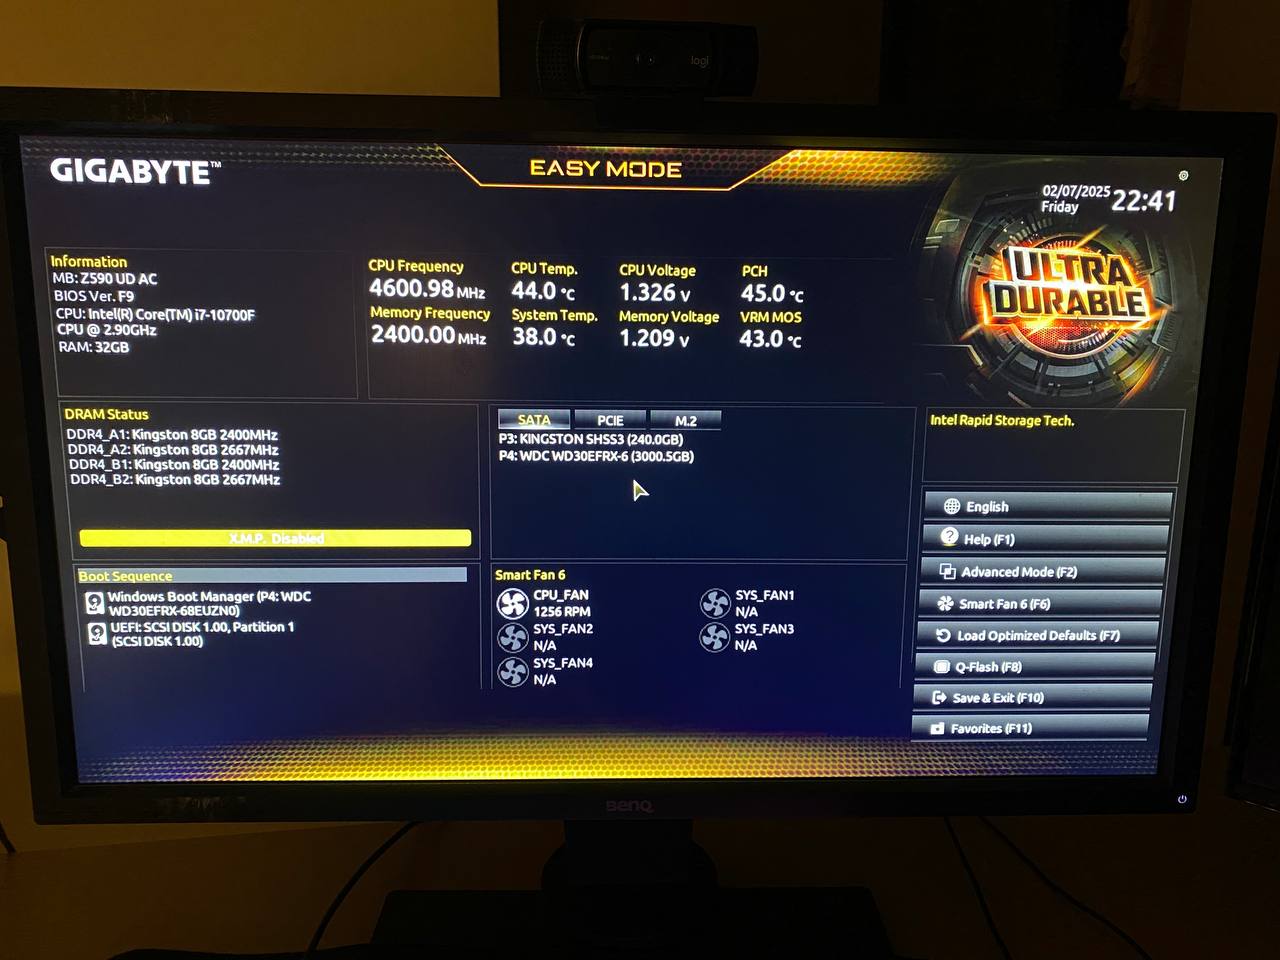 logi
GIGABYTE™
EASY MODE
02/07/2025
Friday
22:41
Information
MB: Z590 UD AC
BIOS Ver. F9
CPU: Intel(R) Core(TM) i7-10700F
CPU @ 2.90GHz
RAM: 32GB
CPU Frequency
4600.98 MHz
CPU Temp.
44.0 °C
CPU Voltage
1.326 V
PCH
45.0 °C
Memory Frequency
2400.00 MHz
System Temp.
38.0 °C
Memory Voltage
1.209 V
VRM MOS
43.0 °C
ULTRA
DURABLE
DRAM Status
DDR4_A1: Kingston 8GB 2400MHz
DDR4_A2: Kingston 8GB 2667MHz
DDR4_B1: Kingston 8GB 2400MHz
DDR4_B2: Kingston 8GB 2667MHz
X.M.P. Disabled
SATA
PCIE
M.2
P3: KINGSTON SHSS3 (240.0GB)
P4: WDC WD30EFRX-6 (3000.5GB)
Intel Rapid Storage Tech.
Boot Sequence
Windows Boot Manager (P4: WDC
WD30EFRX-68EUZN0)
UEFI: SCSI DISK 1.00, Partition 1
(SCSI DISK 1.00)
Smart Fan 6
CPU_FAN
1256 RPM
SYS_FAN1
N/A
SYS_FAN2
N/A
SYS_FAN3
N/A
SYS_FAN4
N/A
English
Help (F1)
Advanced Mode (F2)
Smart Fan 6 (F6)
Load Optimized Defaults (F7)
Q-Flash (F8)
Save & Exit (F10)
Favorites (F11)
BenQ